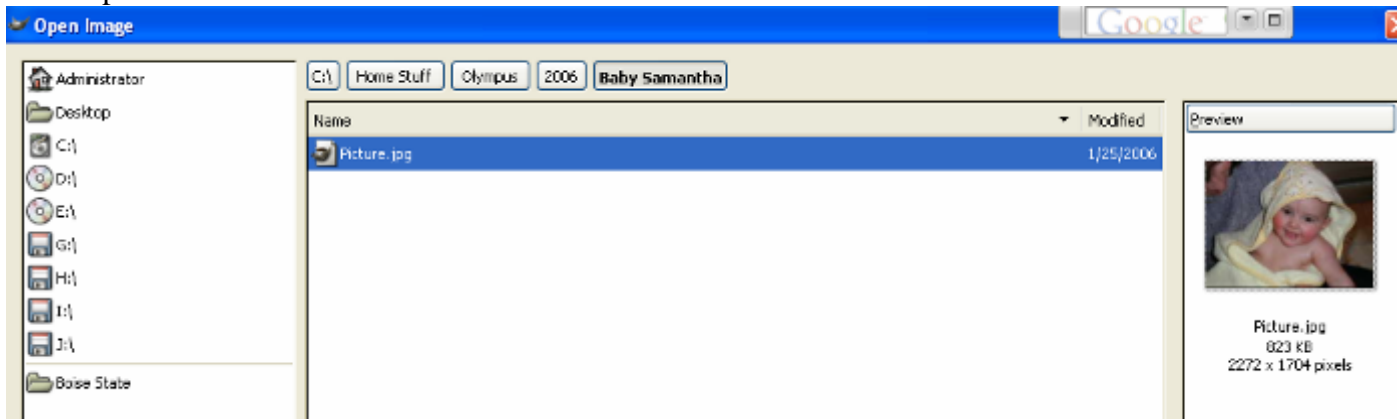 Open Image
Google
Administrator
Desktop
C:\
D:\
E:\
G:\
H:\
I:\
J:\
Boise State
C:\ Home Stuff Olympus 2006 Baby Samantha
Name Modified
Picture.jpg 1/25/2006
Preview
Picture.jpg
823 KB
2272 x 1704 pixels